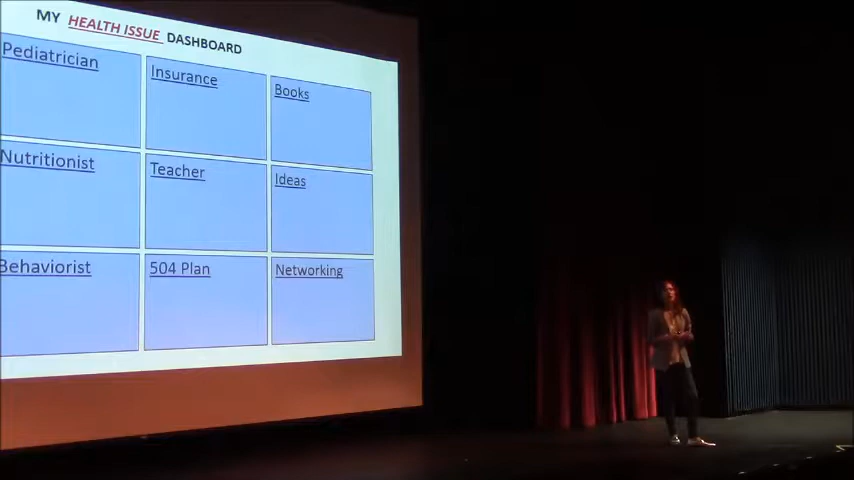 MY HEALTH ISSUE DASHBOARD
Pediatrician
Insurance
Books
Nutritionist
Teacher
Ideas
Behaviorist
504 Plan
Networking